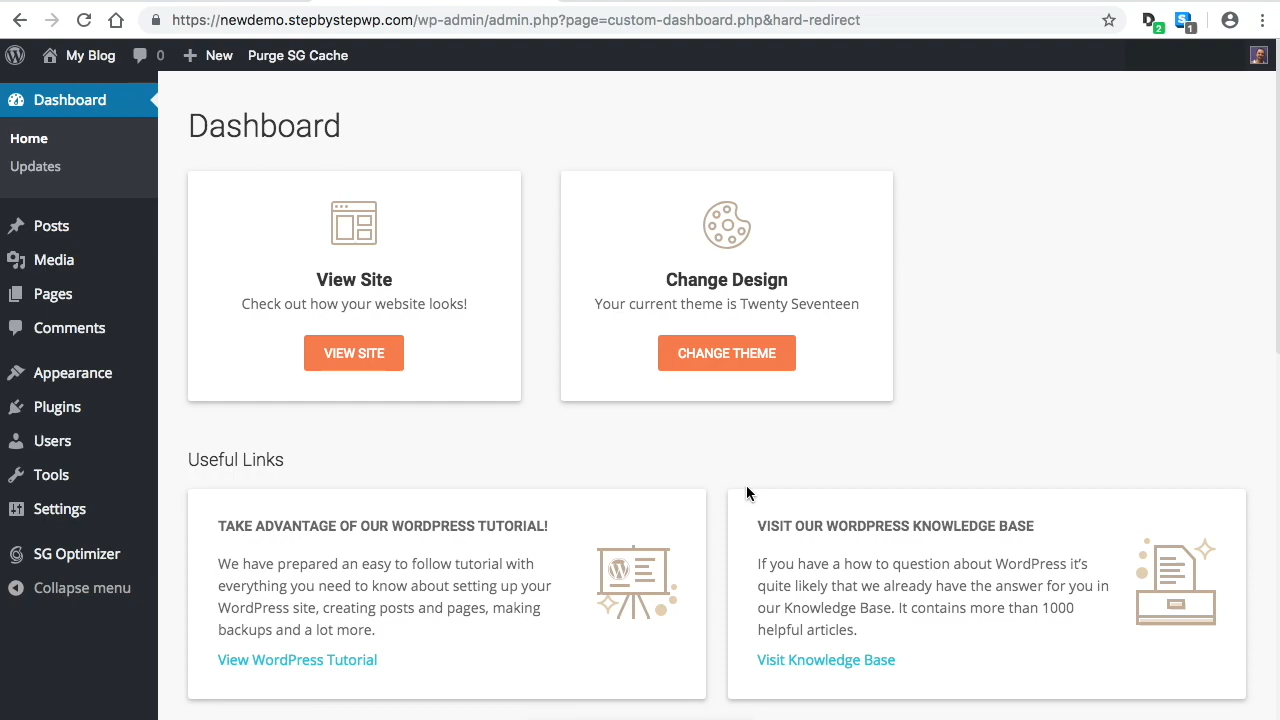 https://newdemo.stepbystepwp.com/wp-admin/admin.php?page=custom-dashboard.php&hard-redirect
2
1
My Blog 0 New Purge SG Cache
Dashboard
Home
Updates
Posts
Media
Pages
Comments
Appearance
Plugins
Users
Tools
Settings
SG Optimizer
Collapse menu
Dashboard
View Site
Check out how your website looks!
VIEW SITE
Change Design
Your current theme is Twenty Seventeen
CHANGE THEME
Useful Links
TAKE ADVANTAGE OF OUR WORDPRESS TUTORIAL!
We have prepared an easy to follow tutorial with
everything you need to know about setting up your
WordPress site, creating posts and pages, making
backups and a lot more.
View WordPress Tutorial
VISIT OUR WORDPRESS KNOWLEDGE BASE
If you have a how to question about WordPress it's
quite likely that we already have the answer for you in
our Knowledge Base. It contains more than 1000
helpful articles.
Visit Knowledge Base